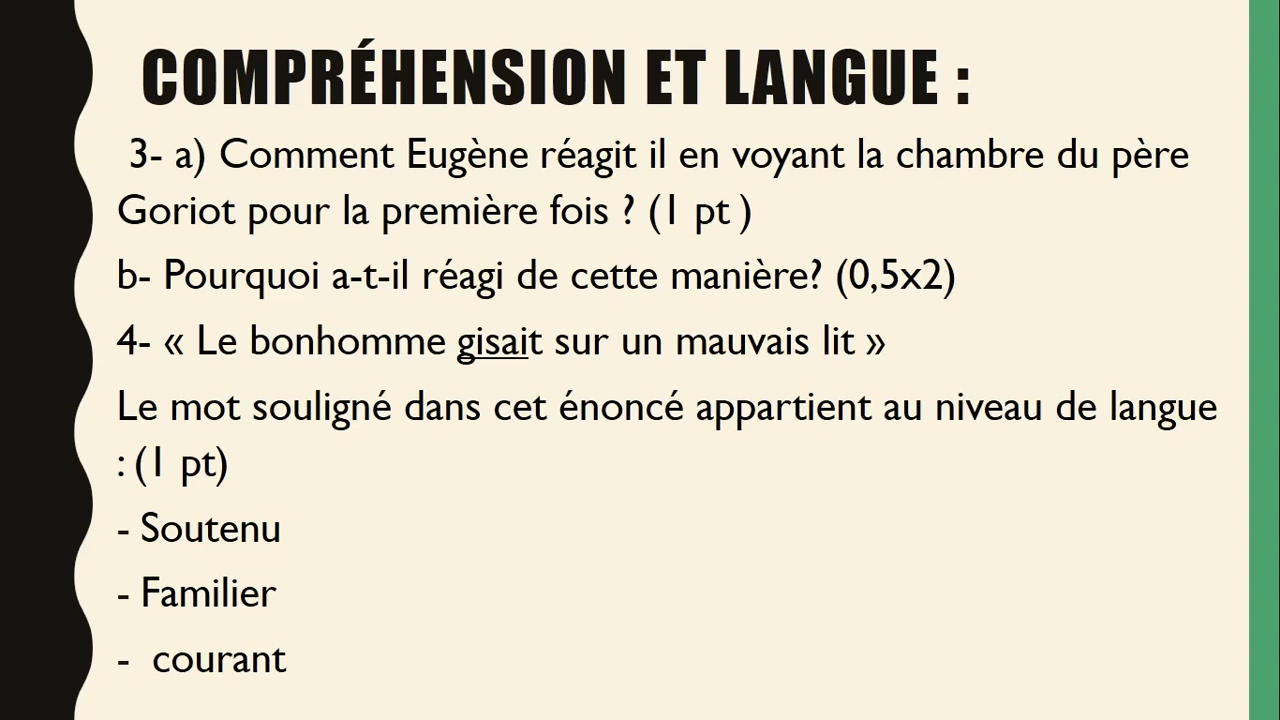 COMPRÉHENSION ET LANGUE :
3- a) Comment Eugène réagit il en voyant la chambre du père
Goriot pour la première fois ? (1 pt )
b- Pourquoi a-t-il réagi de cette manière? (0,5x2)
4- « Le bonhomme gisait sur un mauvais lit »
Le mot souligné dans cet énoncé appartient au niveau de langue
: (1 pt)
- Soutenu
- Familier
- courant